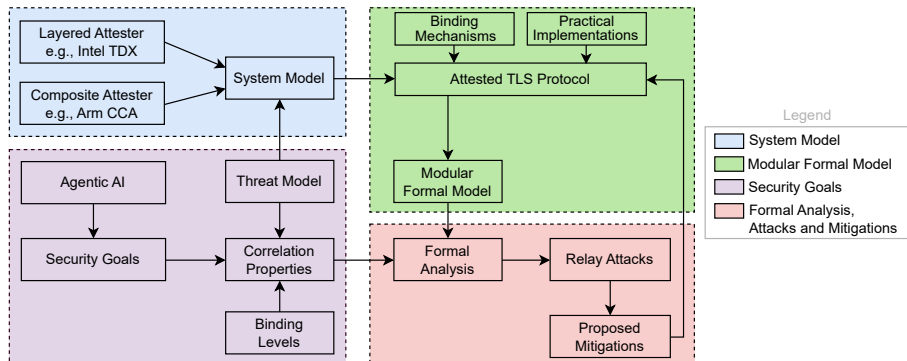 Layered Attester
e.g., Intel TDX
Composite Attester
e.g., Arm CCA
System Model
Binding
Mechanisms
Practical
Implementations
Attested TLS Protocol
Modular
Formal Model
Agentic AI
Threat Model
Security Goals
Correlation
Properties
Binding
Levels
Formal
Analysis
Relay Attacks
Proposed
Mitigations
Legend
System Model
Modular Formal Model
Security Goals
Formal Analysis,
Attacks and Mitigations